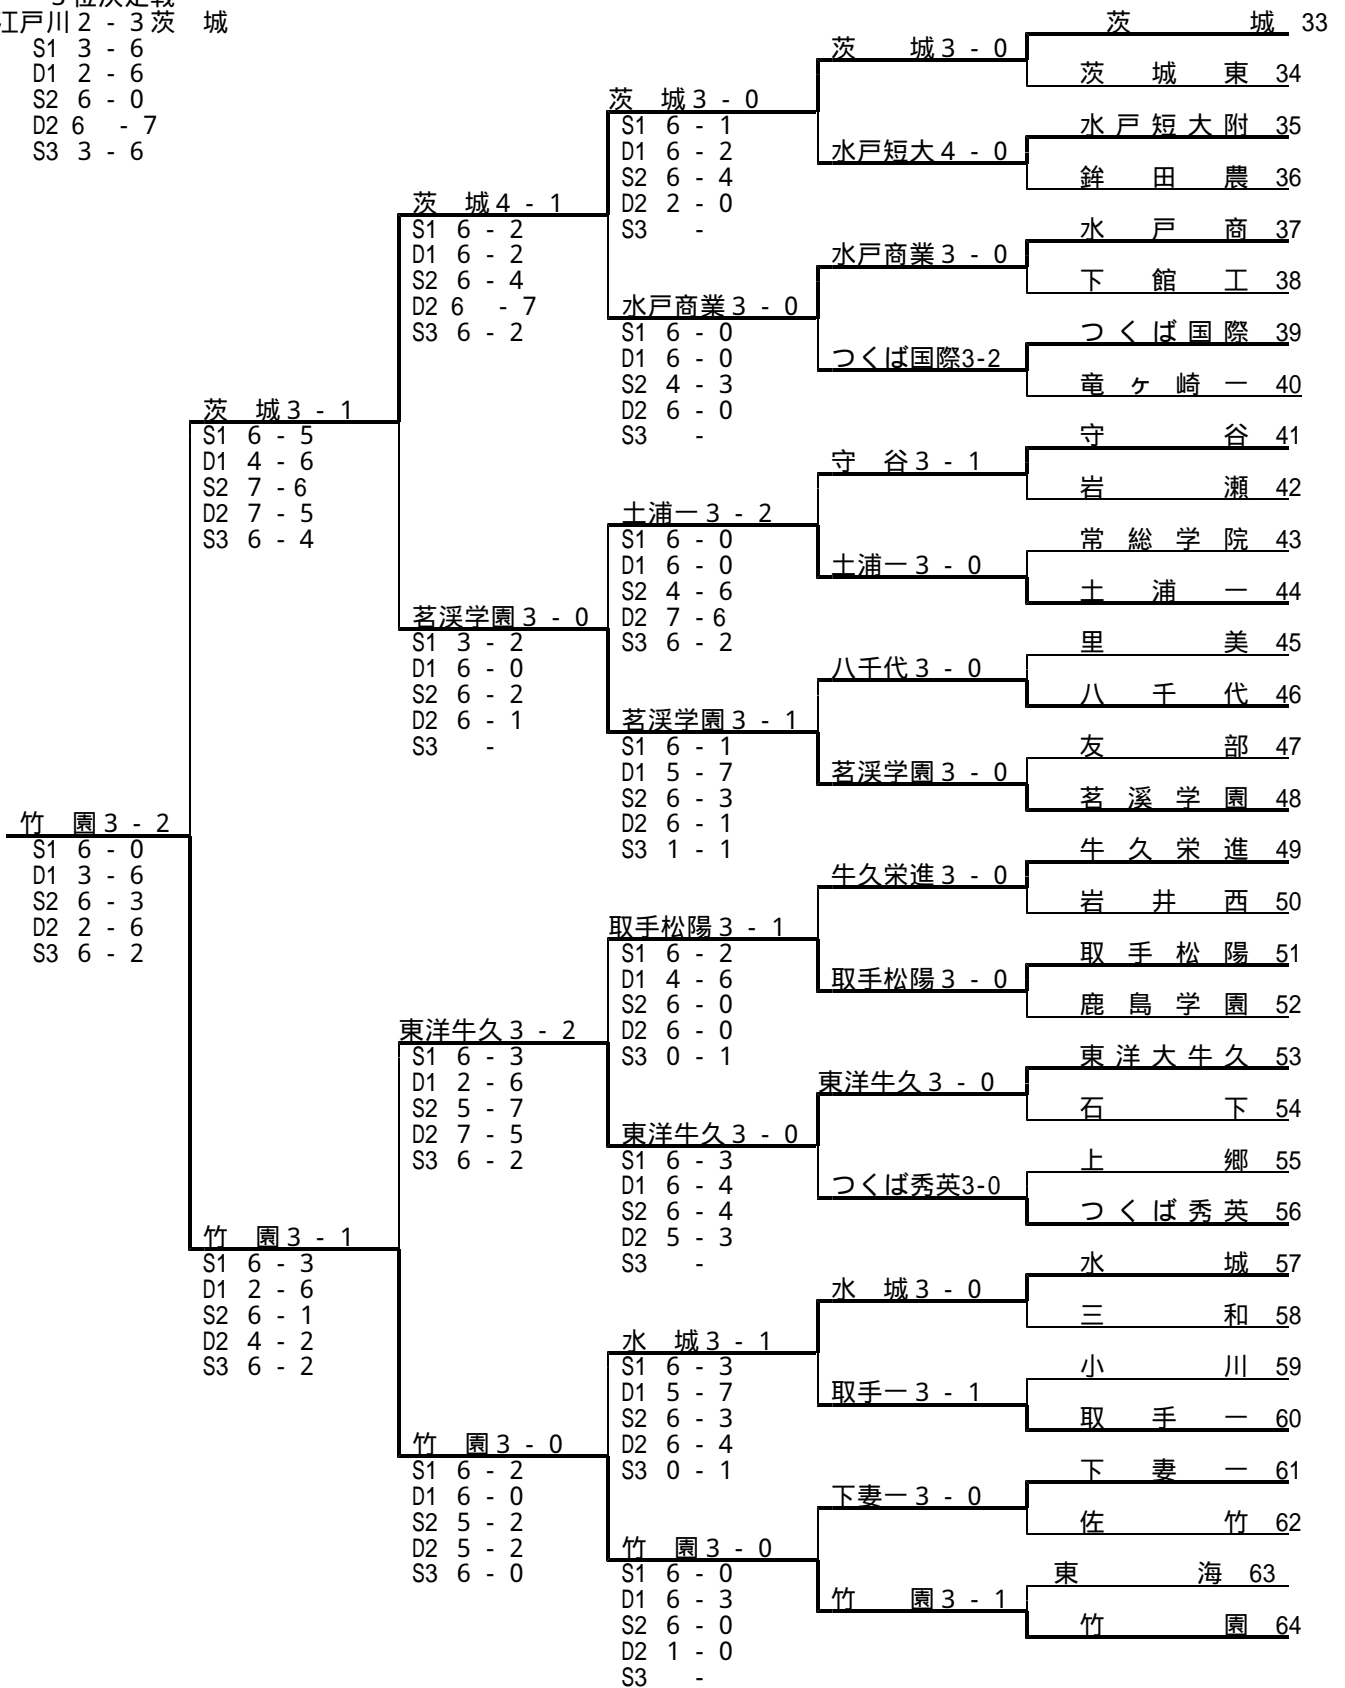 3位決定戦
江戸川 2 - 3 茨 城
S1 3 - 6
D1 2 - 6
S2 6 - 0
D2 6 - 7
S3 3 - 6
竹 園 3 - 2
S1 6 - 0
D1 3 - 6
S2 6 - 3
D2 2 - 6
S3 6 - 2
茨 城 3 - 1
S1 6 - 5
D1 4 - 6
S2 7 - 6
D2 7 - 5
S3 6 - 4
竹 園 3 - 1
S1 6 - 3
D1 2 - 6
S2 6 - 1
D2 4 - 2
S3 6 - 2
茨 城 4 - 1
S1 6 - 2
D1 6 - 2
S2 6 - 4
D2 6 - 7
S3 6 - 2
茗渓学園 3 - 0
S1 3 - 2
D1 6 - 0
S2 6 - 2
D2 6 - 1
S3 -
東洋牛久 3 - 2
S1 6 - 3
D1 2 - 6
S2 5 - 7
D2 7 - 5
S3 6 - 2
竹 園 3 - 0
S1 6 - 2
D1 6 - 0
S2 5 - 2
D2 5 - 2
S3 6 - 0
茨 城 3 - 0
S1 6 - 1
D1 6 - 2
S2 6 - 4
D2 2 - 0
S3 -
水戸商業 3 - 0
S1 6 - 0
D1 6 - 0
S2 4 - 3
D2 6 - 0
S3 -
土浦一 3 - 2
S1 6 - 0
D1 6 - 0
S2 4 - 6
D2 7 - 6
S3 6 - 2
茗渓学園 3 - 1
S1 6 - 1
D1 5 - 7
S2 6 - 3
D2 6 - 1
S3 1 - 1
取手松陽 3 - 1
S1 6 - 2
D1 4 - 6
S2 6 - 0
D2 6 - 0
S3 0 - 1
東洋牛久 3 - 0
S1 6 - 3
D1 6 - 4
S2 6 - 4
D2 5 - 3
S3 -
水 城 3 - 1
S1 6 - 3
D1 5 - 7
S2 6 - 3
D2 6 - 4
S3 0 - 1
竹 園 3 - 0
S1 6 - 0
D1 6 - 3
S2 6 - 0
D2 1 - 0
S3 -
茨 城 3 - 0
水戸短大 4 - 0
水戸商業 3 - 0
つくば国際3-2
守 谷 3 - 1
土浦一 3 - 0
八千代 3 - 0
茗渓学園 3 - 0
牛久栄進 3 - 0
取手松陽 3 - 0
東洋牛久 3 - 0
つくば秀英3-0
水 城 3 - 0
取手一 3 - 1
下妻一 3 - 0
竹 園 3 - 1
茨 城 33
茨 城 東 34
水戸短大附 35
鉾 田 農 36
水 戸 商 37
下 館 工 38
つくば国際 39
竜ヶ崎一 40
守 谷 41
岩 瀬 42
常 総 学 院 43
土 浦 一 44
里 美 45
八 千 代 46
友 部 47
茗 溪 学 園 48
牛 久 栄 進 49
岩 井 西 50
取 手 松 陽 51
鹿 島 学 園 52
東洋大牛久 53
石 下 54
上 郷 55
つくば秀英 56
水 城 57
三 和 58
小 川 59
取 手 一 60
下 妻 一 61
佐 竹 62
東 海 63
竹 園 64